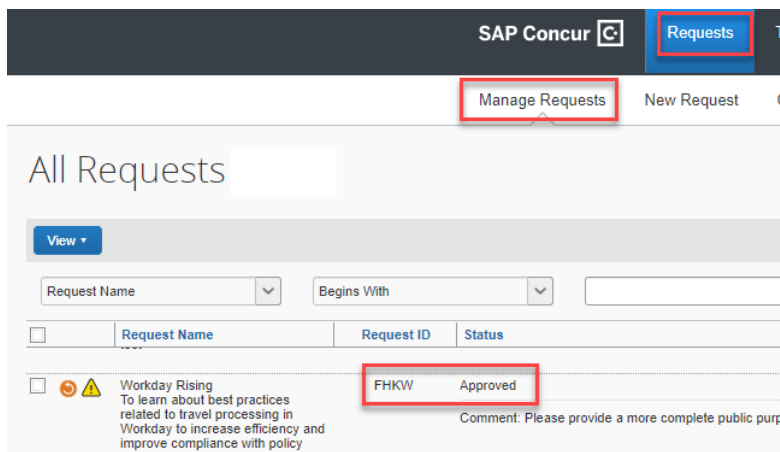 SAP Concur C Requests
Manage Requests New Request
All Requests
View
Request Name Begins With
Request Name Request ID Status
Workday Rising FHKW Approved
To learn about best practices
related to travel processing in Comment: Please provide a more complete public
Workday to increase efficiency and
improve compliance with policy